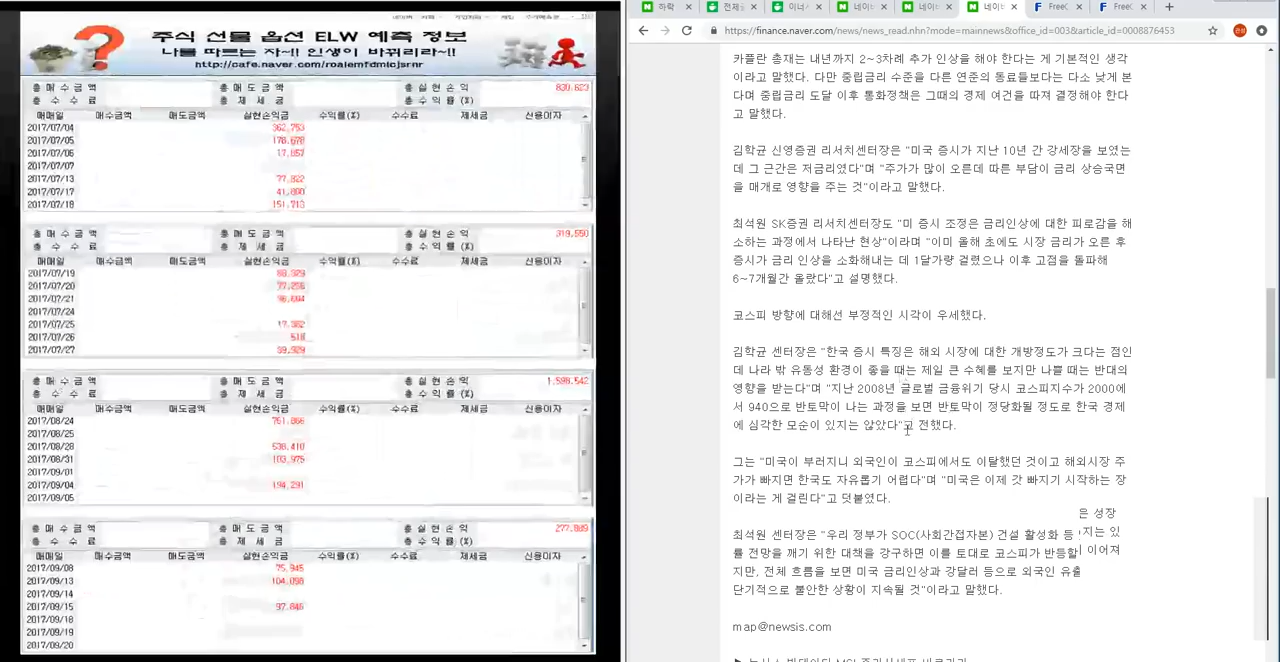 주식 선물 옵션 ELW 예측 정보
나를 따르는 자~!! 인생이 바뀌리라~!!
총 매 수 금 액 총 매 도 금 액 총 실 현 손 익 839,623
총 수 수 료 총 제 세 금 총 수 익 률 (%)
매매일 매수금액 매도금액 실현손익금 수익률(%) 수수료 제세금 신용이자
2017/07/04 362,753
2017/07/05
2017/07/06
2017/07/07
2017/07/13
2017/07/17
2017/07/18 151,713
총 매 수 금 액 총 매 도 금 액 총 실 현 손 익 319,550
총 수 수 료 총 제 세 금 총 수 익 률 (%)
매매일 매수금액 매도금액 실현손익금 수익률(%) 수수료 제세금 신용이자
2017/07/19
2017/07/20
2017/07/21
2017/07/24
2017/07/25
2017/07/26 518
2017/07/27
총 매 수 금 액 총 매 도 금 액 총 실 현 손 익 1,598,542
총 수 수 료 총 제 세 금 총 수 익 률 (%)
매매일 매수금액 매도금액 실현손익금 수익률(%) 수수료 제세금 신용이자
2017/08/24
2017/08/25
2017/08/28 538,410
2017/08/31 103,975
2017/09/01
2017/09/04 194,291
2017/09/05
총 매 수 금 액 총 매 도 금 액 총 실 현 손 익
총 수 수 료 총 제 세 금 총 수 익 률 (%)
매매일 매수금액 매도금액 실현손익금 수익률(%) 수수료 제세금 신용이자
2017/09/08 75,945
2017/09/13
2017/09/14
2017/09/15
2017/09/18
2017/09/19
2017/09/20
하락 전체글 이너 네이버 네이버 네이버 FreeC FreeC
https://finance.naver.com/news/news_read.nhn?mode=mainnews&office_id=003&article_id=0008876453
카플란 총재는 내년까지 2~3차례 추가 인상을 해야 한다는 게 기본적인 생각
이라고 말했다. 다만 중립금리 수준을 다른 연준의 동료들보다는 다소 낮게 본
다며 중립금리 도달 이후 통화정책은 그때의 경제 여건을 따져 결정해야 한다
고 말했다.
김학균 신영증권 리서치센터장은 "미국 증시가 지난 10년 간 강세장을 보였는
데 그 근간은 저금리였다"며 "주가가 많이 오른데 따른 부담이 금리 상승국면
을 매개로 영향을 주는 것"이라고 말했다.
최석원 SK증권 리서치센터장도 "미 증시 조정은 금리인상에 대한 피로감을 해
소하는 과정에서 나타난 현상"이라며 "이미 올해 초에도 시장 금리가 오른 후
증시가 금리 인상을 소화해내는 데 1달가량 걸렸으나 이후 고점을 돌파해
6~7개월간 올랐다"고 설명했다.
코스피 방향에 대해선 부정적인 시각이 우세했다.
김학균 센터장은 "한국 증시 특징은 해외 시장에 대한 개방정도가 크다는 점인
데 나라 밖 유동성 환경이 좋을 때는 제일 큰 수혜를 보지만 나쁠 때는 반대의
영향을 받는다"며 "지난 2008년 글로벌 금융위기 당시 코스피지수가 2000에
서 940으로 반토막이 나는 과정을 보면 반토막이 정당화될 정도로 한국 경제
에 심각한 모순이 있지는 않았다"고 전했다.
그는 "미국이 부러지니 외국인이 코스피에서도 이탈했던 것이고 해외시장 주
가가 빠지면 한국도 자유롭기 어렵다"며 "미국은 이제 갓 빠지기 시작하는 장
이라는 게 걸린다"고 덧붙였다.
은 성장
최석원 센터장은 "우리 정부가 SOC(사회간접자본) 건설 활성화 등 지는 있
률 전망을 깨기 위한 대책을 강구하면 이를 토대로 코스피가 반등할 이어져
지만, 전체 흐름을 보면 미국 금리인상과 강달러 등으로 외국인 유출
단기적으로 불안한 상황이 지속될 것"이라고 말했다.
map@newsis.com